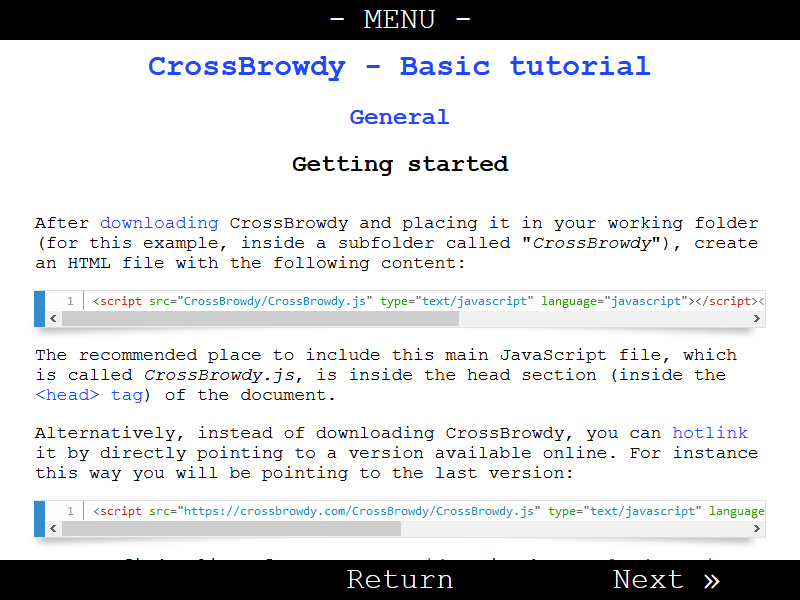 - MENU -
CrossBrowdy - Basic tutorial
General
Getting started
After downloading CrossBrowdy and placing it in your working folder
(for this example, inside a subfolder called "CrossBrowdy"), create
an HTML file with the following content:
1 <script src="CrossBrowdy/CrossBrowdy.js" type="text/javascript" language="javascript"></script><
The recommended place to include this main JavaScript file, which
is called CrossBrowdy.js, is inside the head section (inside the
<head> tag) of the document.
Alternatively, instead of downloading CrossBrowdy, you can hotlink
it by directly pointing to a version available online. For instance
this way you will be pointing to the last version:
1 <script src="https://crossbrowdy.com/CrossBrowdy/CrossBrowdy.js" type="text/javascript" language
Return
Next »